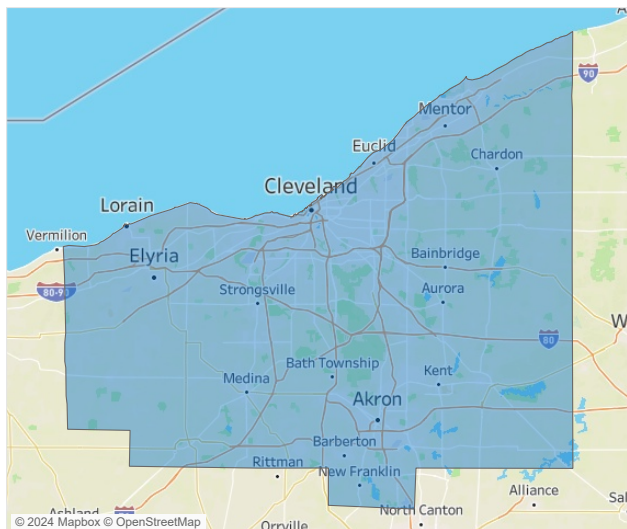 A
90
Mentor
Euclid
Chardon
Cleveland
Lorain
Vermilion
Elyria
Bainbridge
80-90
Strongsville
Aurora
W
80
Bath Township
Kent
Medina
Akron
Barberton
Rittman
New Franklin
Alliance
Sal
Ashland
North Canton
Orrville
© 2024 Mapbox © OpenStreetMap